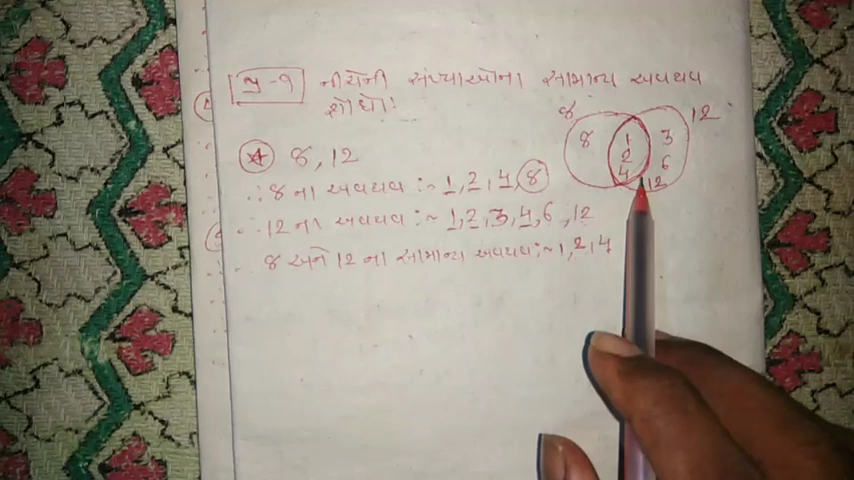 પ્ર-૧ નીચેની સંખ્યાઓના સામાન્ય અવયવ
શોધો:
8, 12
∴ 8 ના અવયવ :~ 1, 2, 4, 8
∴ 12 ના અવયવ :~ 1, 2, 3, 4, 6, 12
8 અને 12 ના સામાન્ય અવયવ :~ 1, 2, 4
8 12
8 1 3
2
4 6
12